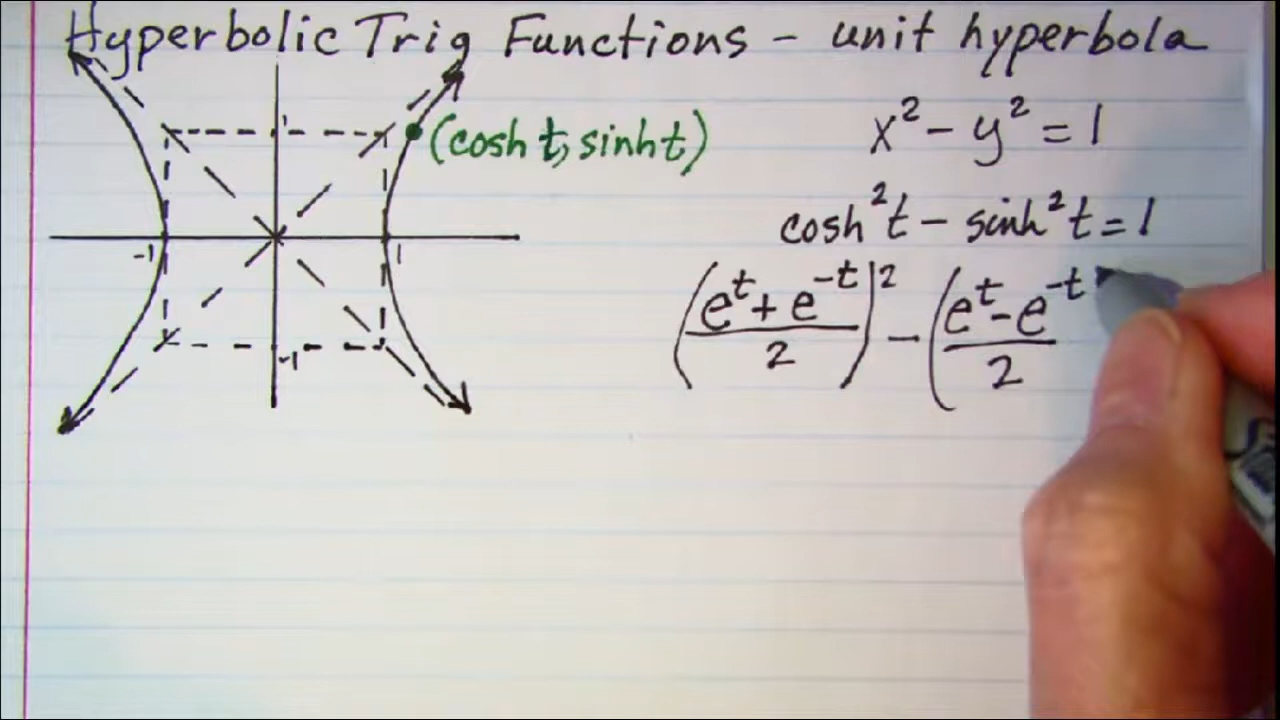 Hyperbolic Trig Functions - unit hyperbola
x² - y² = 1
(cosh t, sinh t)
cosh²t - sinh²t = 1
-1 1
((e^t + e^-t)/2)² - ((e^t - e^-t)/2
-1